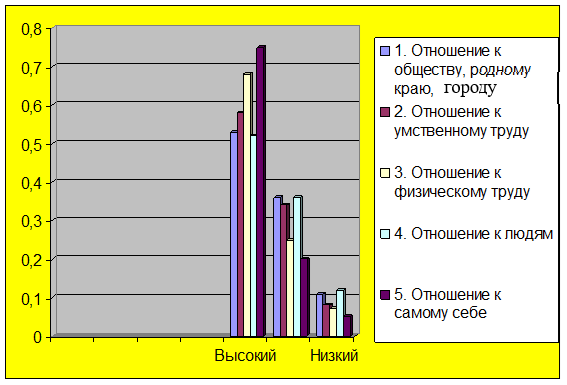 0,8
0,7
0,6
0,5
0,4
0,3
0,2
0,1
0
Высокий
Низкий
1. Отношение к
обществу, родному
краю, городу
2. Отношение к
умственному труду
3. Отношение к
физическому труду
4. Отношение к людям
5. Отношение к
самому себе